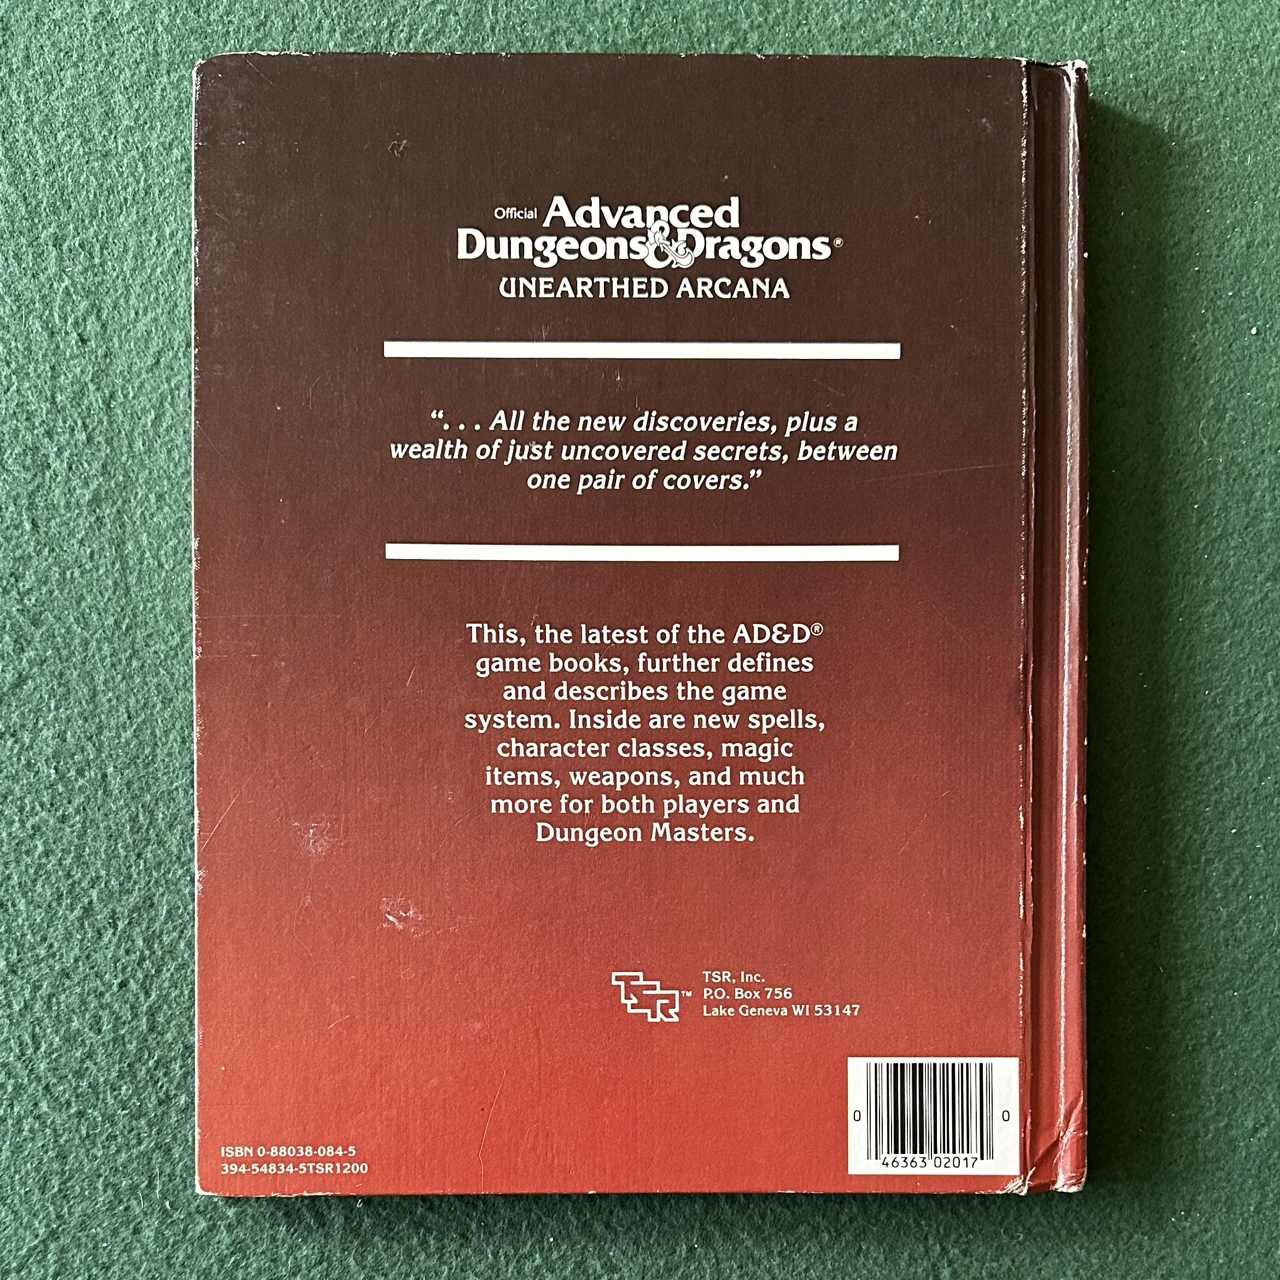 Official Advanced
Dungeons & Dragons®
UNEARTHED ARCANA
“. . . All the new discoveries, plus a
wealth of just uncovered secrets, between
one pair of covers.”
This, the latest of the AD&D®
game books, further defines
and describes the game
system. Inside are new spells,
character classes, magic
items, weapons, and much
more for both players and
Dungeon Masters.
TSR™
TSR, Inc.
P.O. Box 756
Lake Geneva WI 53147
ISBN 0-88038-084-5
394-54834-5TSR1200
0 46363 02017 0